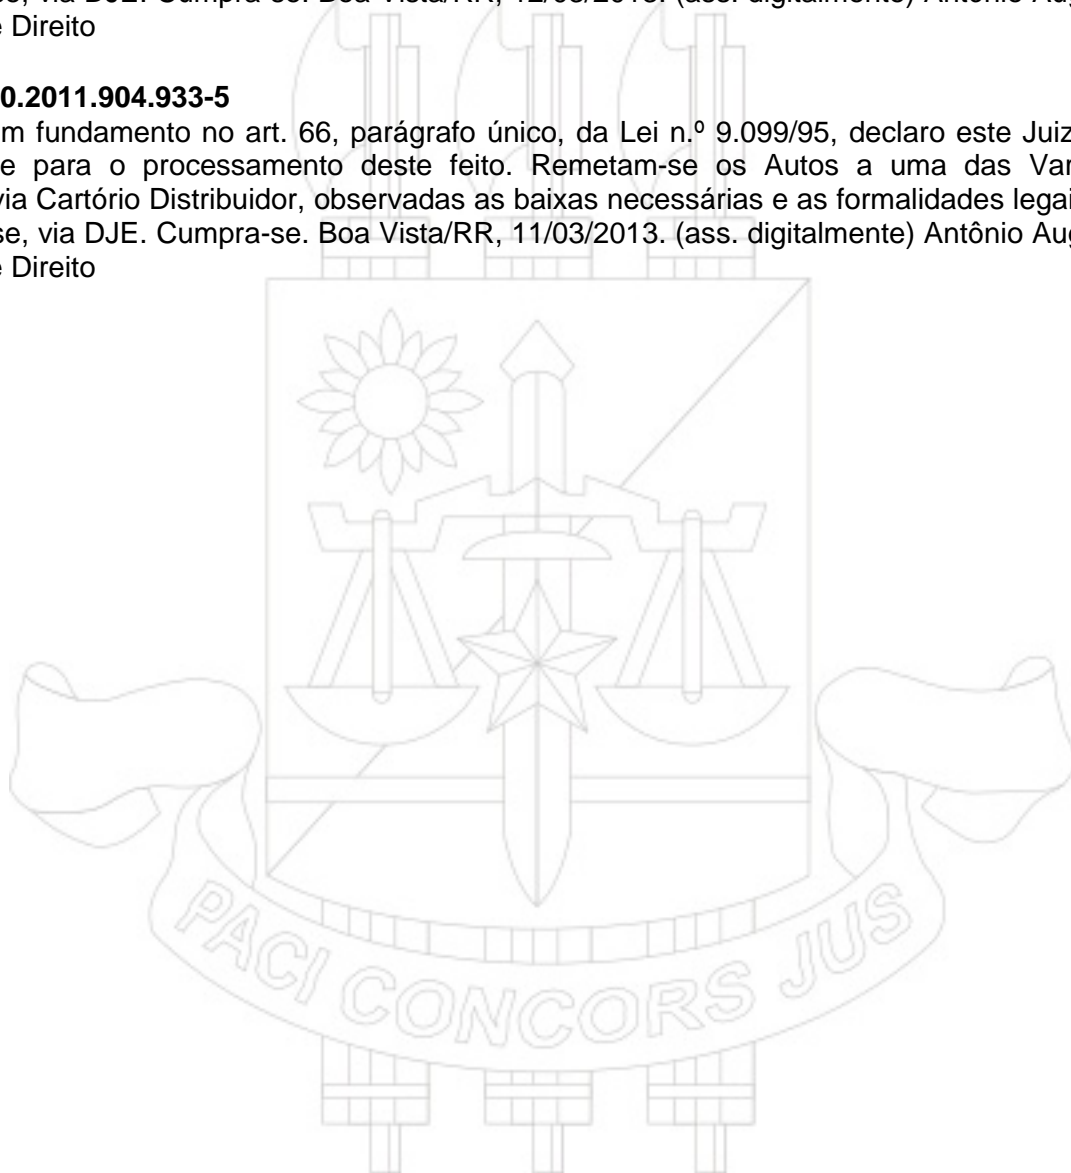 via DJE. Cumpra-se. Boa Vista/RR, 12/03/2013. (ass. digitalmente) Antônio
Direito
0.2011.904.933-5
m fundamento no art. 66, parágrafo único, da Lei n.º 9.099/95, declaro este Juiz
e para o processamento deste feito. Remetam-se os Autos a uma das Var
via Cartório Distribuidor, observadas as baixas necessárias e as formalidades legai
se, via DJE. Cumpra-se. Boa Vista/RR, 11/03/2013. (ass. digitalmente) Antônio Aug
e Direito
PACI CONCORS JUS